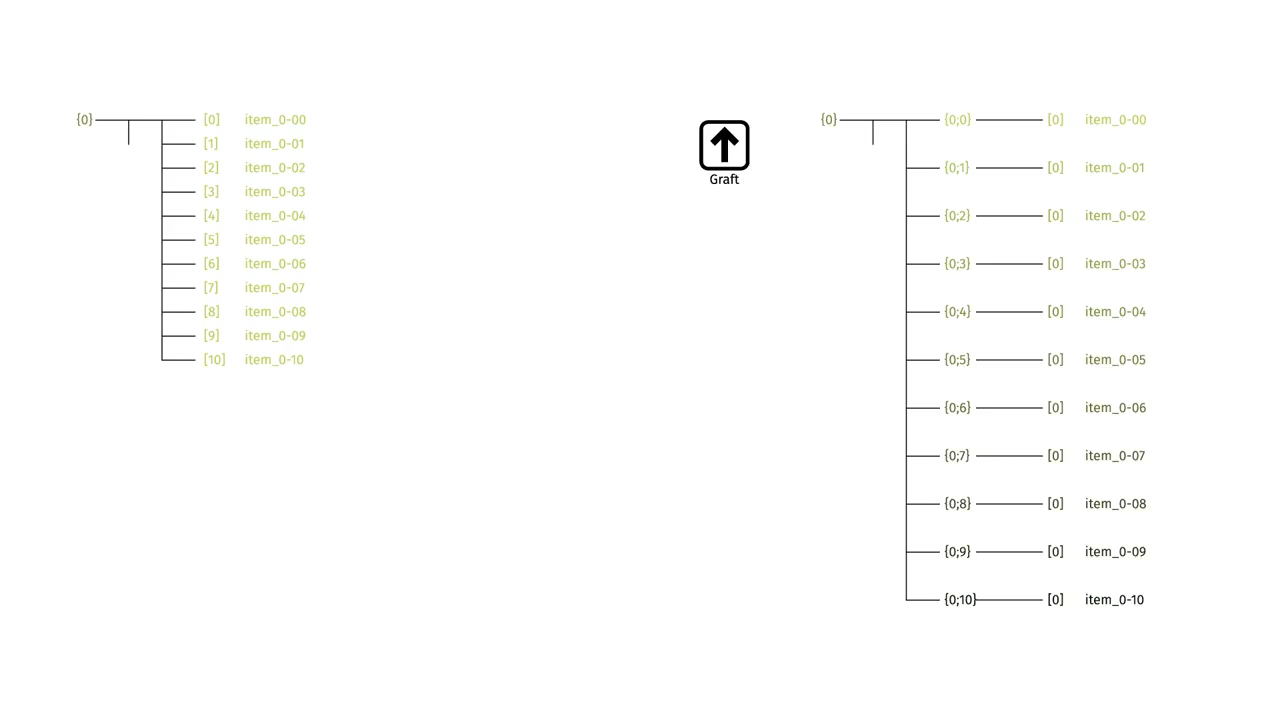 {0} [0] item_0-00
[1] item_0-01
[2] item_0-02
[3] item_0-03
[4] item_0-04
[5] item_0-05
[6] item_0-06
[7] item_0-07
[8] item_0-08
[9] item_0-09
[10] item_0-10
Graft
{0} {0;0} [0] item_0-00
{0;1} [0] item_0-01
{0;2} [0] item_0-02
{0;3} [0] item_0-03
{0;4} [0] item_0-04
{0;5} [0] item_0-05
{0;6} [0] item_0-06
{0;7} [0] item_0-07
{0;8} [0] item_0-08
{0;9} [0] item_0-09
{0;10} [0] item_0-10